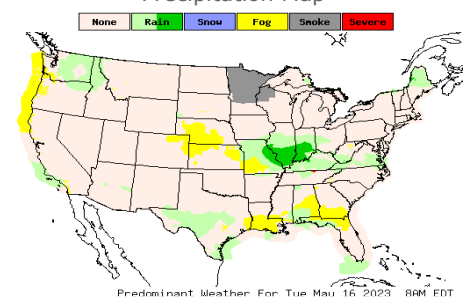 Precipitation Map
None Rain Snow Fog Smoke Severe
Predominant Weather For Tue May 16 2023 8AM EDT